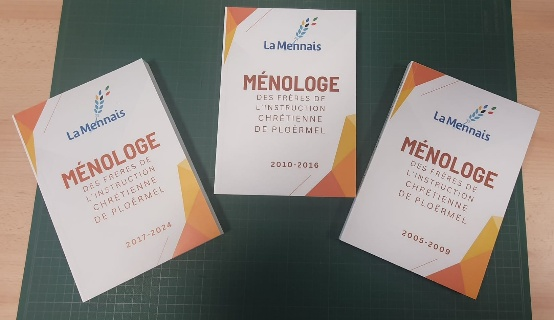 La Mennais
MÉNOLOGE
DES FRÈRES DE
L'INSTRUCTION
CHRÉTIENNE
DE PLOËRMEL
2017-2024
La Mennais
MÉNOLOGE
DES FRÈRES DE
L'INSTRUCTION
CHRÉTIENNE
DE PLOËRMEL
2010-2016
La Mennais
MÉNOLOGE
DES FRÈRES DE
L'INSTRUCTION
CHRÉTIENNE
DE PLOËRMEL
2005-2009